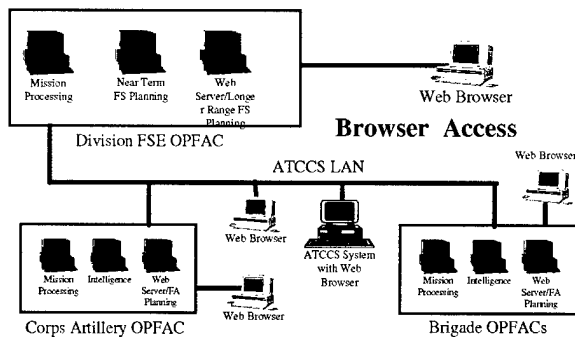 Mission
Processing
Near Term
FS Planning
Web
Server/Longe
r Range FS
Planning
Division FSE OPFAC
Web Browser
Browser Access
Web Browser
ATCCS LAN
Web Browser
ATCCS System
with Web
Browser
Mission
Processing
Intelligence
Web
Server/FA
Planning
Corps Artillery OPFAC
Web Browser
Mission
Processing
Intelligence
Web
Server/FA
Planning
Brigade OPFACs